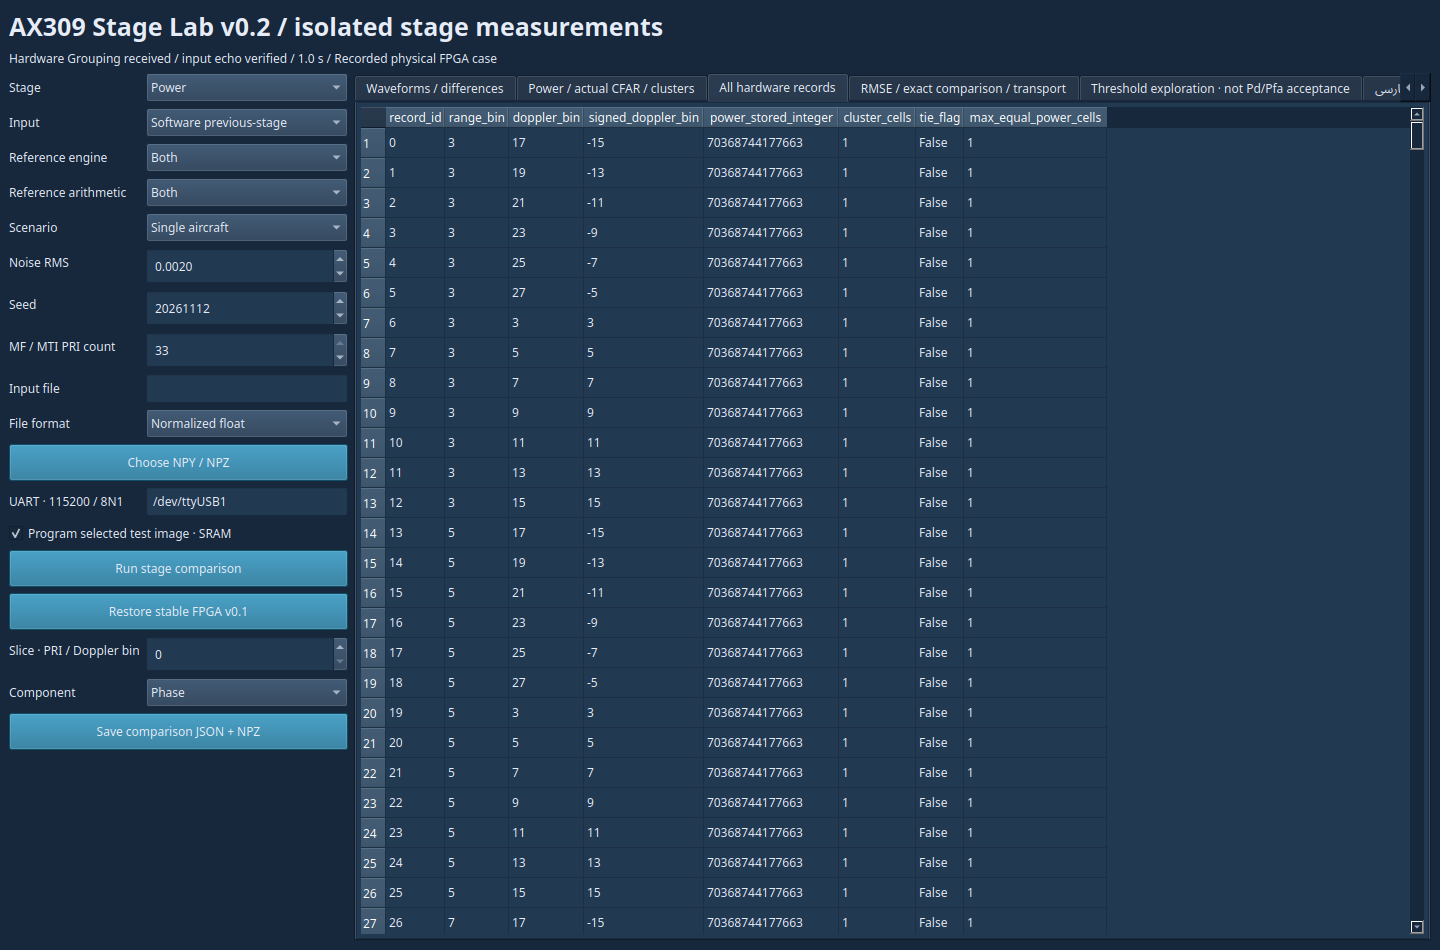 AX309 Stage Lab v0.2 / isolated stage measurements
Hardware Grouping received / input echo verified / 1.0 s / Recorded physical FPGA case
Stage Power
Input Software previous-stage
Reference engine Both
Reference arithmetic Both
Scenario Single aircraft
Noise RMS 0.0020
Seed 20261112
MF / MTI PRI count 33
Input file
File format Normalized float
Choose NPY / NPZ
UART · 115200 / 8N1 /dev/ttyUSB1
✓ Program selected test image · SRAM
Run stage comparison
Restore stable FPGA v0.1
Slice · PRI / Doppler bin 0
Component Phase
Save comparison JSON + NPZ
Waveforms / differences Power / actual CFAR / clusters All hardware records RMSE / exact comparison / transport Threshold exploration · not Pd/Pfa acceptance
record_id range_bin doppler_bin signed_doppler_bin power_stored_integer cluster_cells tie_flag max_equal_power_cells
1 0 3 17 -15 70368744177663 1 False 1
2 1 3 19 -13 70368744177663 1 False 1
3 2 3 21 -11 70368744177663 1 False 1
4 3 3 23 -9 70368744177663 1 False 1
5 4 3 25 -7 70368744177663 1 False 1
6 5 3 27 -5 70368744177663 1 False 1
7 6 3 3 3 70368744177663 1 False 1
8 7 3 5 5 70368744177663 1 False 1
9 8 3 7 7 70368744177663 1 False 1
10 9 3 9 9 70368744177663 1 False 1
11 10 3 11 11 70368744177663 1 False 1
12 11 3 13 13 70368744177663 1 False 1
13 12 3 15 15 70368744177663 1 False 1
14 13 5 17 -15 70368744177663 1 False 1
15 14 5 19 -13 70368744177663 1 False 1
16 15 5 21 -11 70368744177663 1 False 1
17 16 5 23 -9 70368744177663 1 False 1
18 17 5 25 -7 70368744177663 1 False 1
19 18 5 27 -5 70368744177663 1 False 1
20 19 5 3 3 70368744177663 1 False 1
21 20 5 5 5 70368744177663 1 False 1
22 21 5 7 7 70368744177663 1 False 1
23 22 5 9 9 70368744177663 1 False 1
24 23 5 11 11 70368744177663 1 False 1
25 24 5 13 13 70368744177663 1 False 1
26 25 5 15 15 70368744177663 1 False 1
27 26 7 17 -15 70368744177663 1 False 1